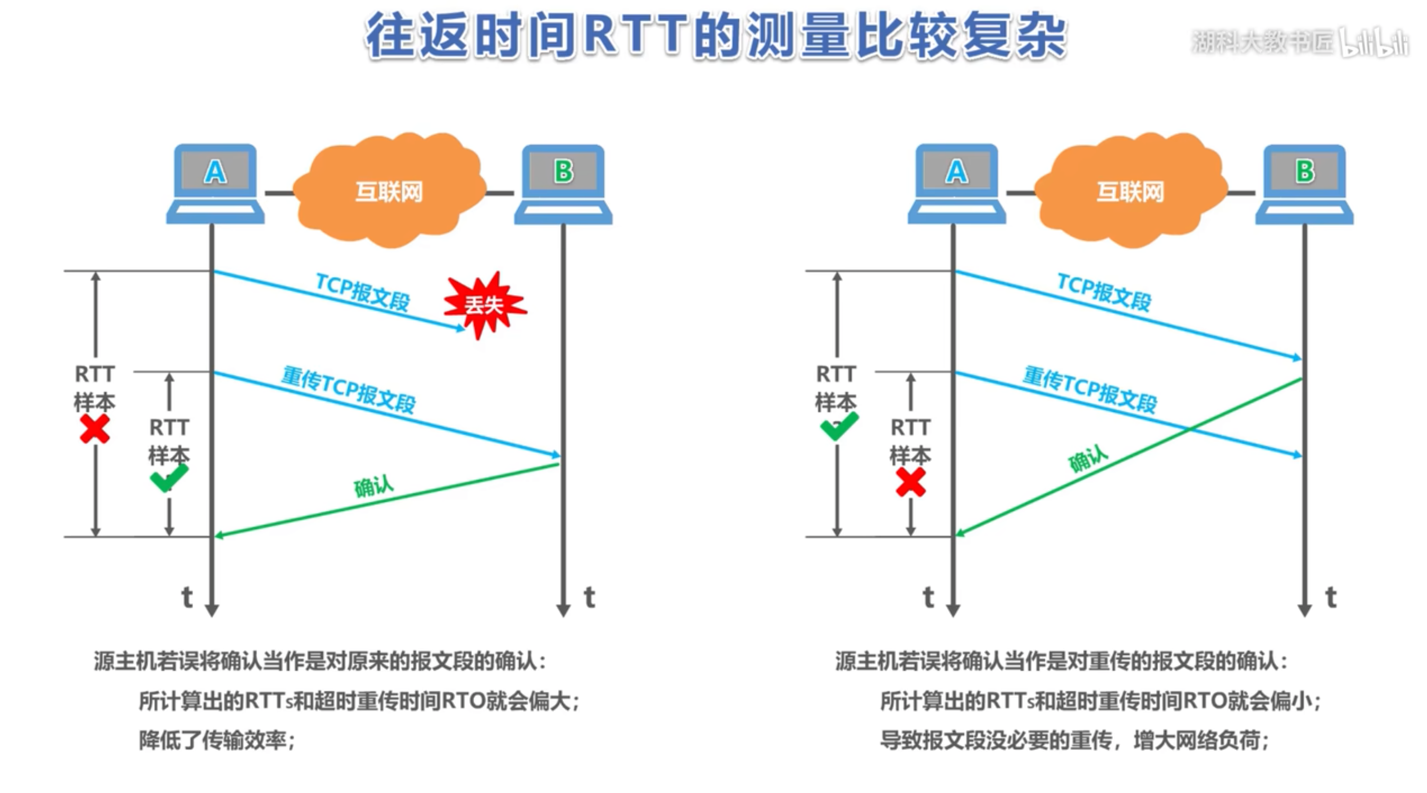 往返时间RTT的测量比较复杂
湖科大教书匠 bilibili
A
互联网
B
TCP报文段
丢失
重传TCP报文段
RTT
样本
RTT
样本
确认
t
t
源主机若误将确认当作是对原来的报文段的确认：
所计算出的RTTs和超时重传时间RTO就会偏大；
降低了传输效率；
A
互联网
B
TCP报文段
重传TCP报文段
RTT
样本
RTT
样本
确认
t
t
源主机若误将确认当作是对重传的报文段的确认：
所计算出的RTTs和超时重传时间RTO就会偏小；
导致报文段没必要的重传，增大网络负荷；